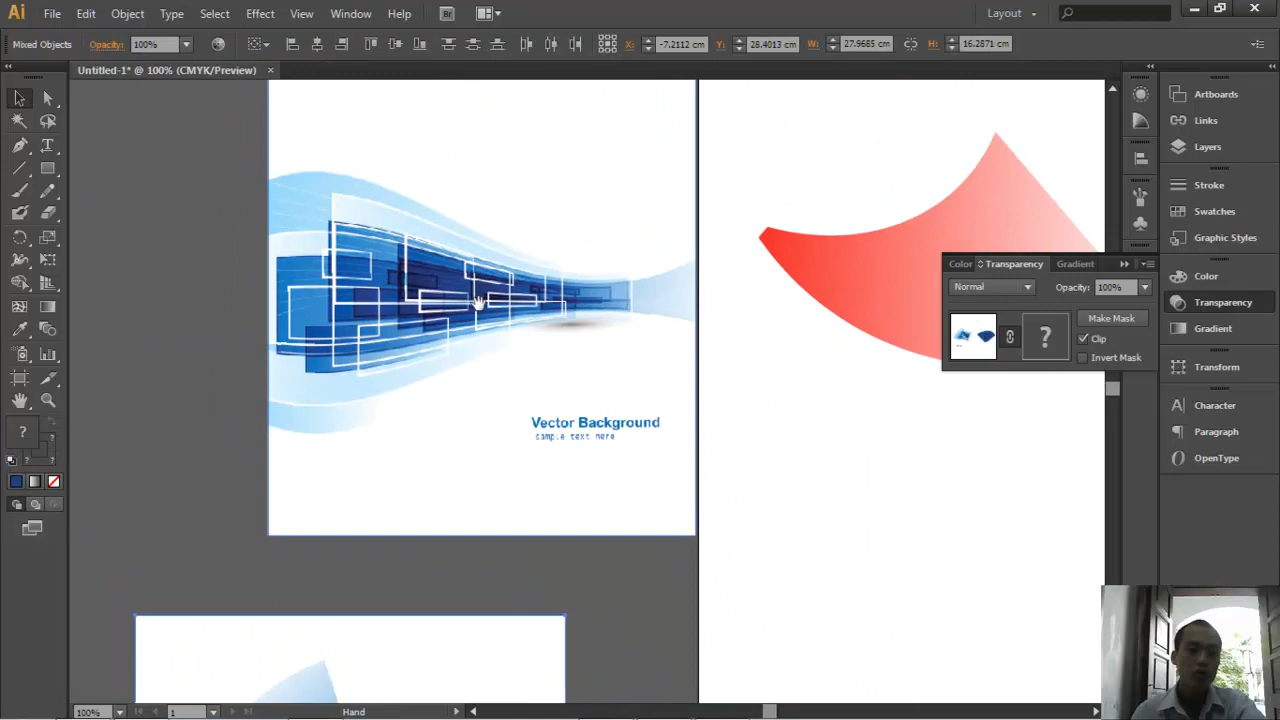 Ai File Edit Object Type Select Effect View Window Help Br Layout
Mixed Objects Opacity: 100% X: -7.2112 cm Y: 28.4013 cm W: 27.9685 cm H: 16.2871 cm
Untitled-1* @ 100% (CMYK/Preview) ×
Artboards
Links
Layers
Stroke
Swatches
Graphic Styles
Color
Transparency
Gradient
Transform
Character
Paragraph
OpenType
Color Transparency Gradient
Normal Opacity: 100%
Make Mask
Clip
Invert Mask
?
?
Vector Background
sample text here
100% 1 Hand